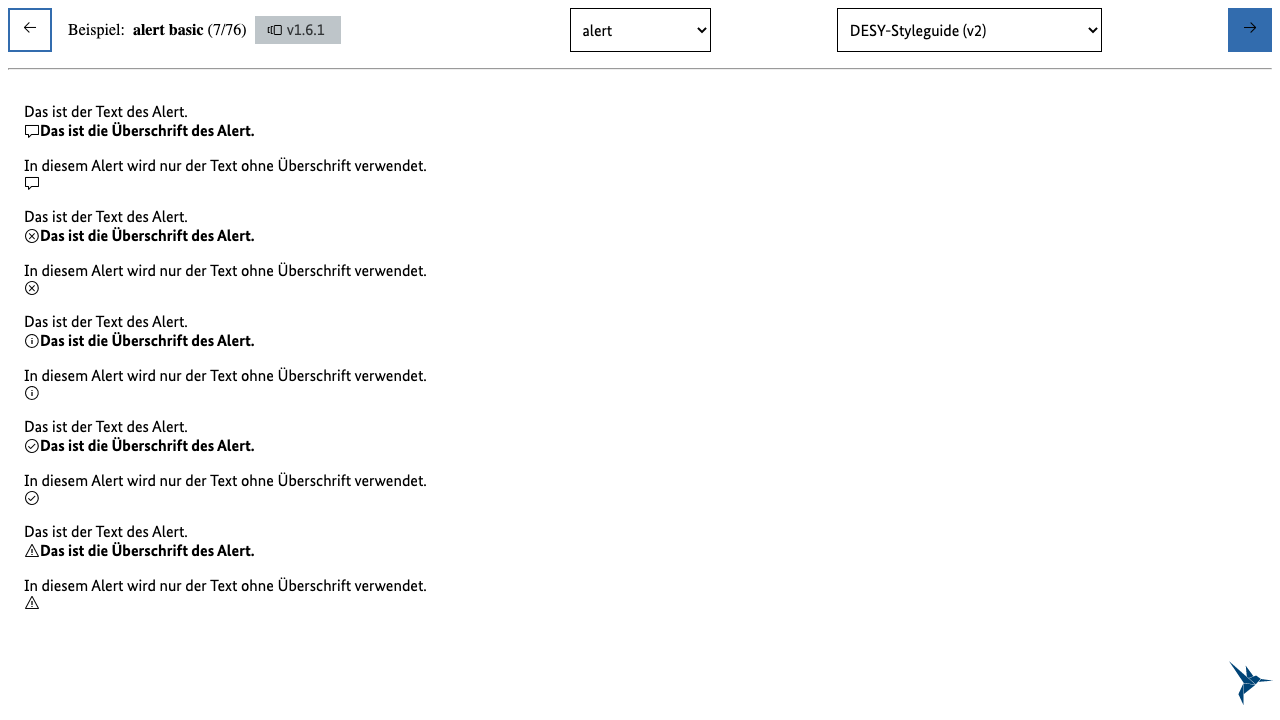 Beispiel: alert basic (7/76) v1.6.1 alert DESY-Styleguide (v2)
Das ist der Text des Alert.
Das ist die Überschrift des Alert.
In diesem Alert wird nur der Text ohne Überschrift verwendet.
Das ist der Text des Alert.
Das ist die Überschrift des Alert.
In diesem Alert wird nur der Text ohne Überschrift verwendet.
Das ist der Text des Alert.
Das ist die Überschrift des Alert.
In diesem Alert wird nur der Text ohne Überschrift verwendet.
Das ist der Text des Alert.
Das ist die Überschrift des Alert.
In diesem Alert wird nur der Text ohne Überschrift verwendet.
Das ist der Text des Alert.
Das ist die Überschrift des Alert.
In diesem Alert wird nur der Text ohne Überschrift verwendet.